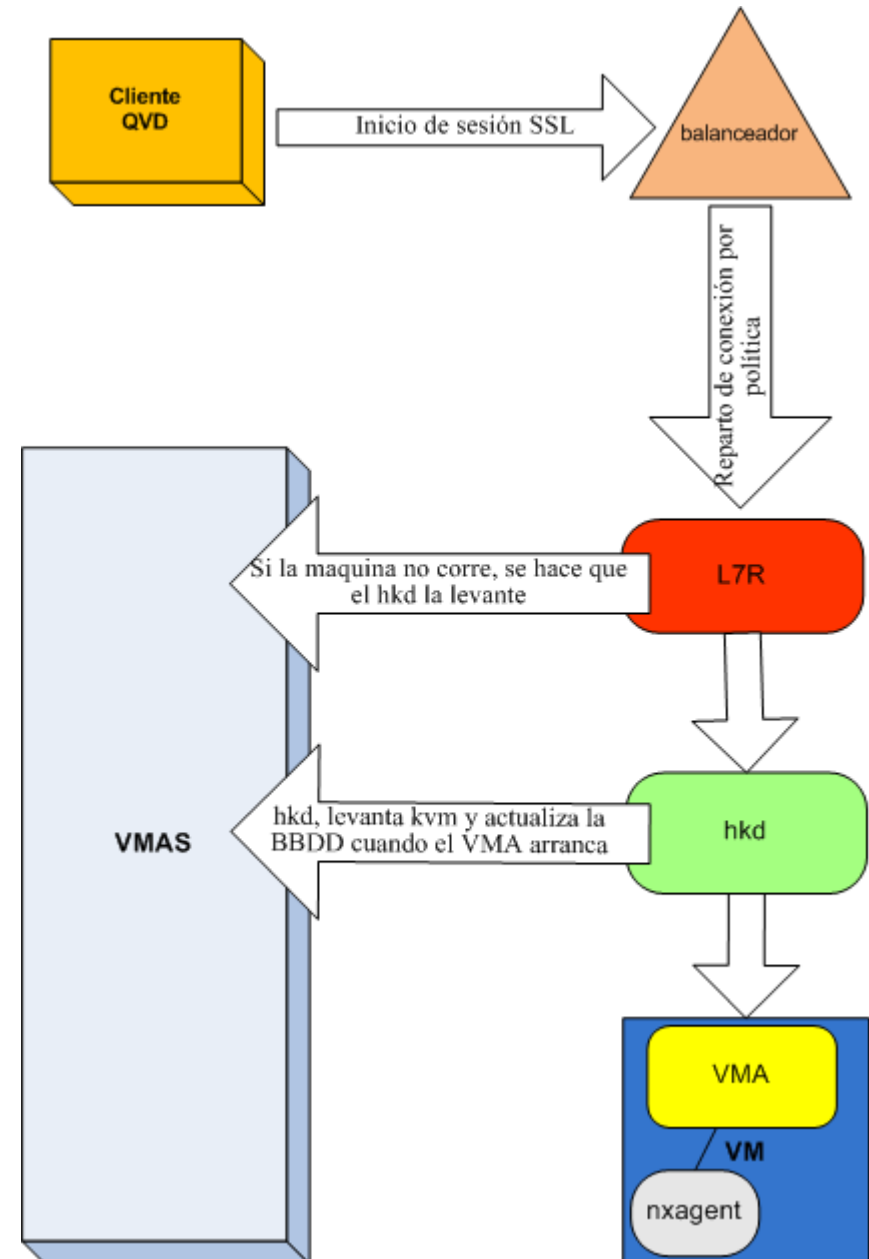 Cliente
QVD
Inicio de sesión SSL
balanceador
Reparto de conexión por
política
Si la maquina no corre, se hace que
el hkd la levante
L7R
VMAS
hkd, levanta kvm y actualiza la
BBDD cuando el VMA arranca
hkd
VMA
VM
nxagent